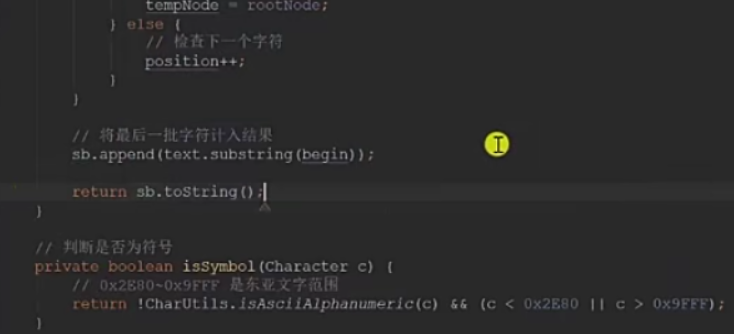 tempNode = rootNode;
} else {
// 检查下一个字符
position++;
}
}
// 将最后一批字符计入结果
sb.append(text.substring(begin));
return sb.toString();
}
// 判断是否为符号
private boolean isSymbol(Character c) {
// 0x2E80~0x9FFF 是东亚文字范围
return !CharUtils.isAsciiAlphanumeric(c) && (c < 0x2E80 || c > 0x9FFF);
}